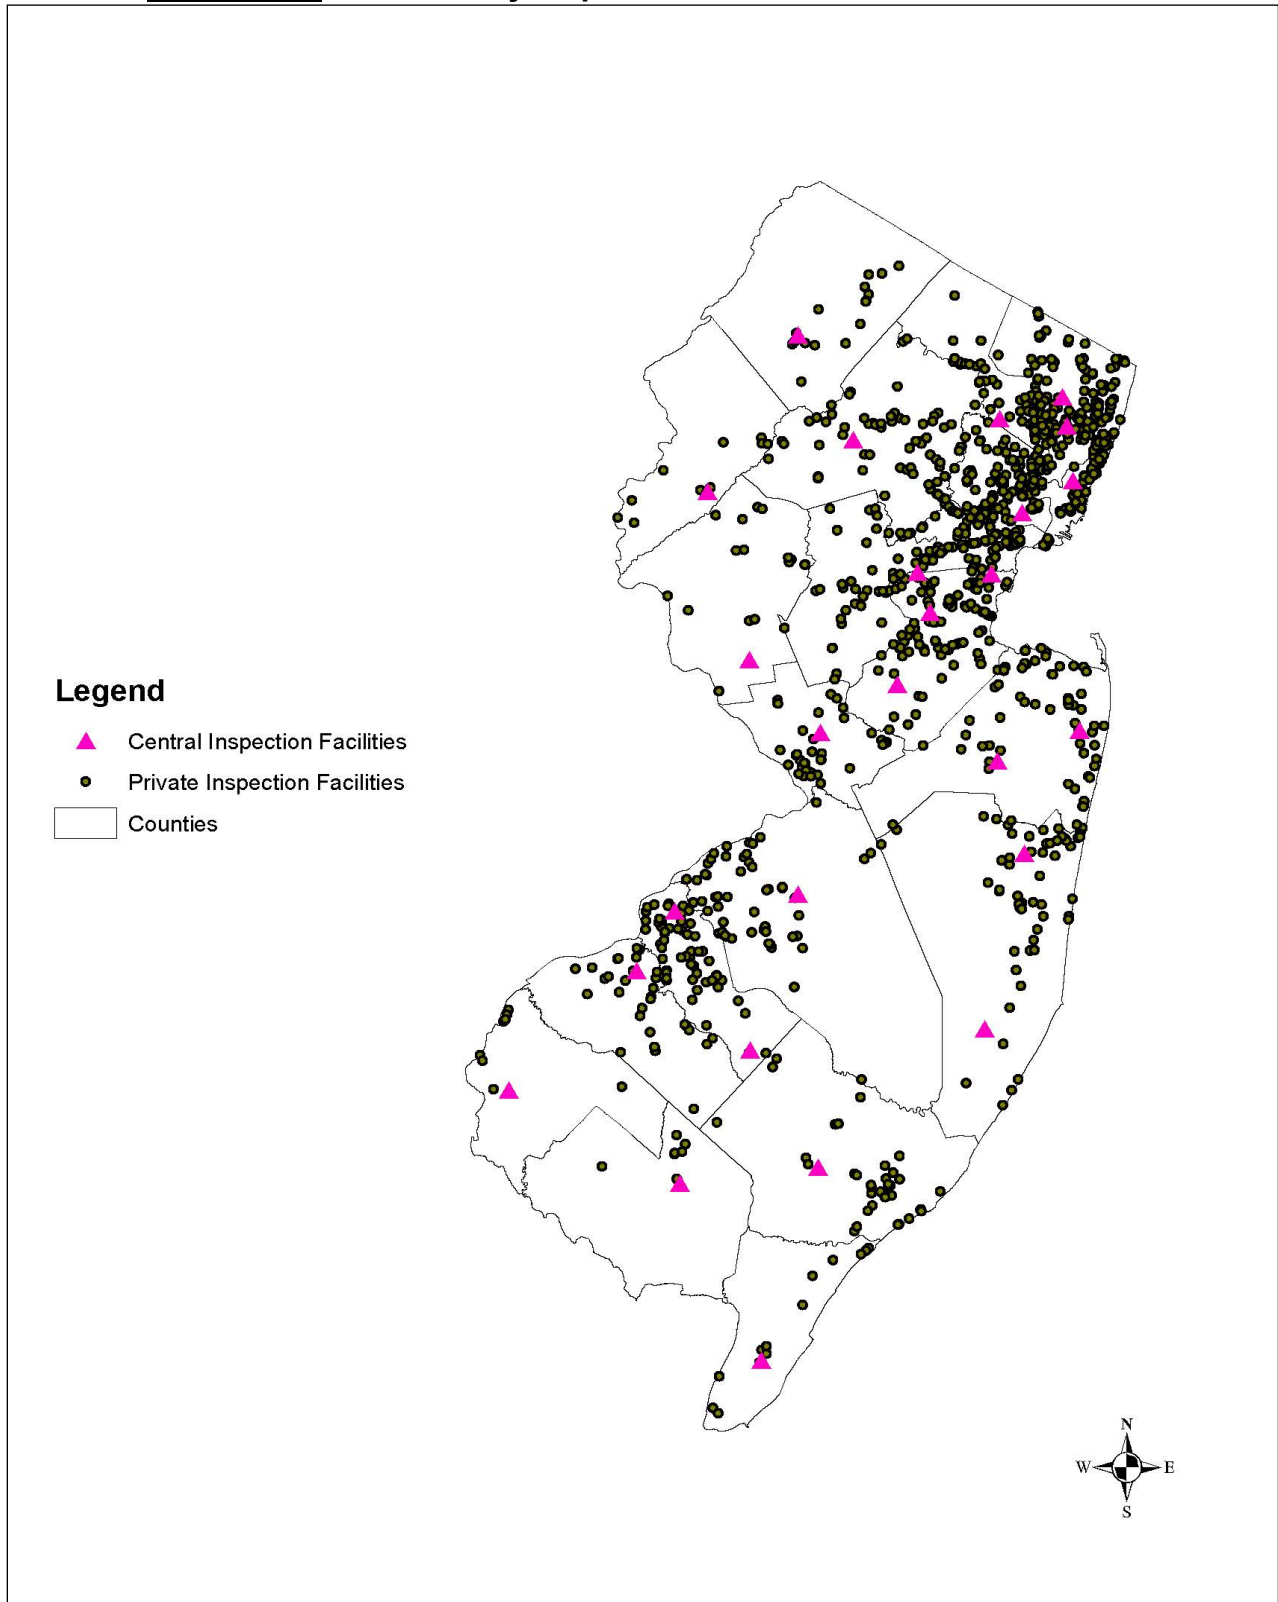 Legend
Central Inspection Facilities
Private Inspection Facilities
Counties
N
W E
S